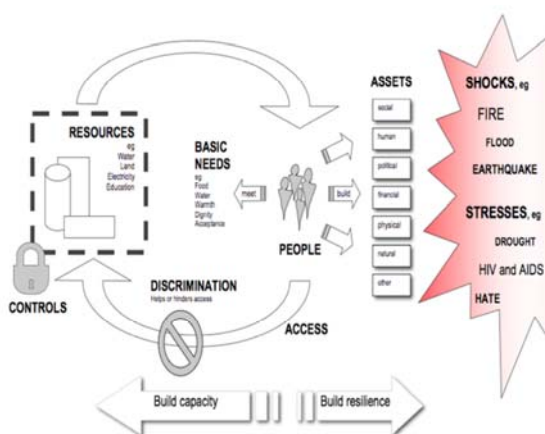 RESOURCES
eg
Water
Land
Electricity
Education
CONTROLS
BASIC
NEEDS
eg
Food
Water
Warmth
Dignity
Acceptance
meet
build
PEOPLE
DISCRIMINATION
Helps or hinders access
ACCESS
ASSETS
social
human
political
financial
physical
natural
other
SHOCKS, eg
FIRE
FLOOD
EARTHQUAKE
STRESSES, eg
DROUGHT
HIV and AIDS
HATE
Build capacity
Build resilience